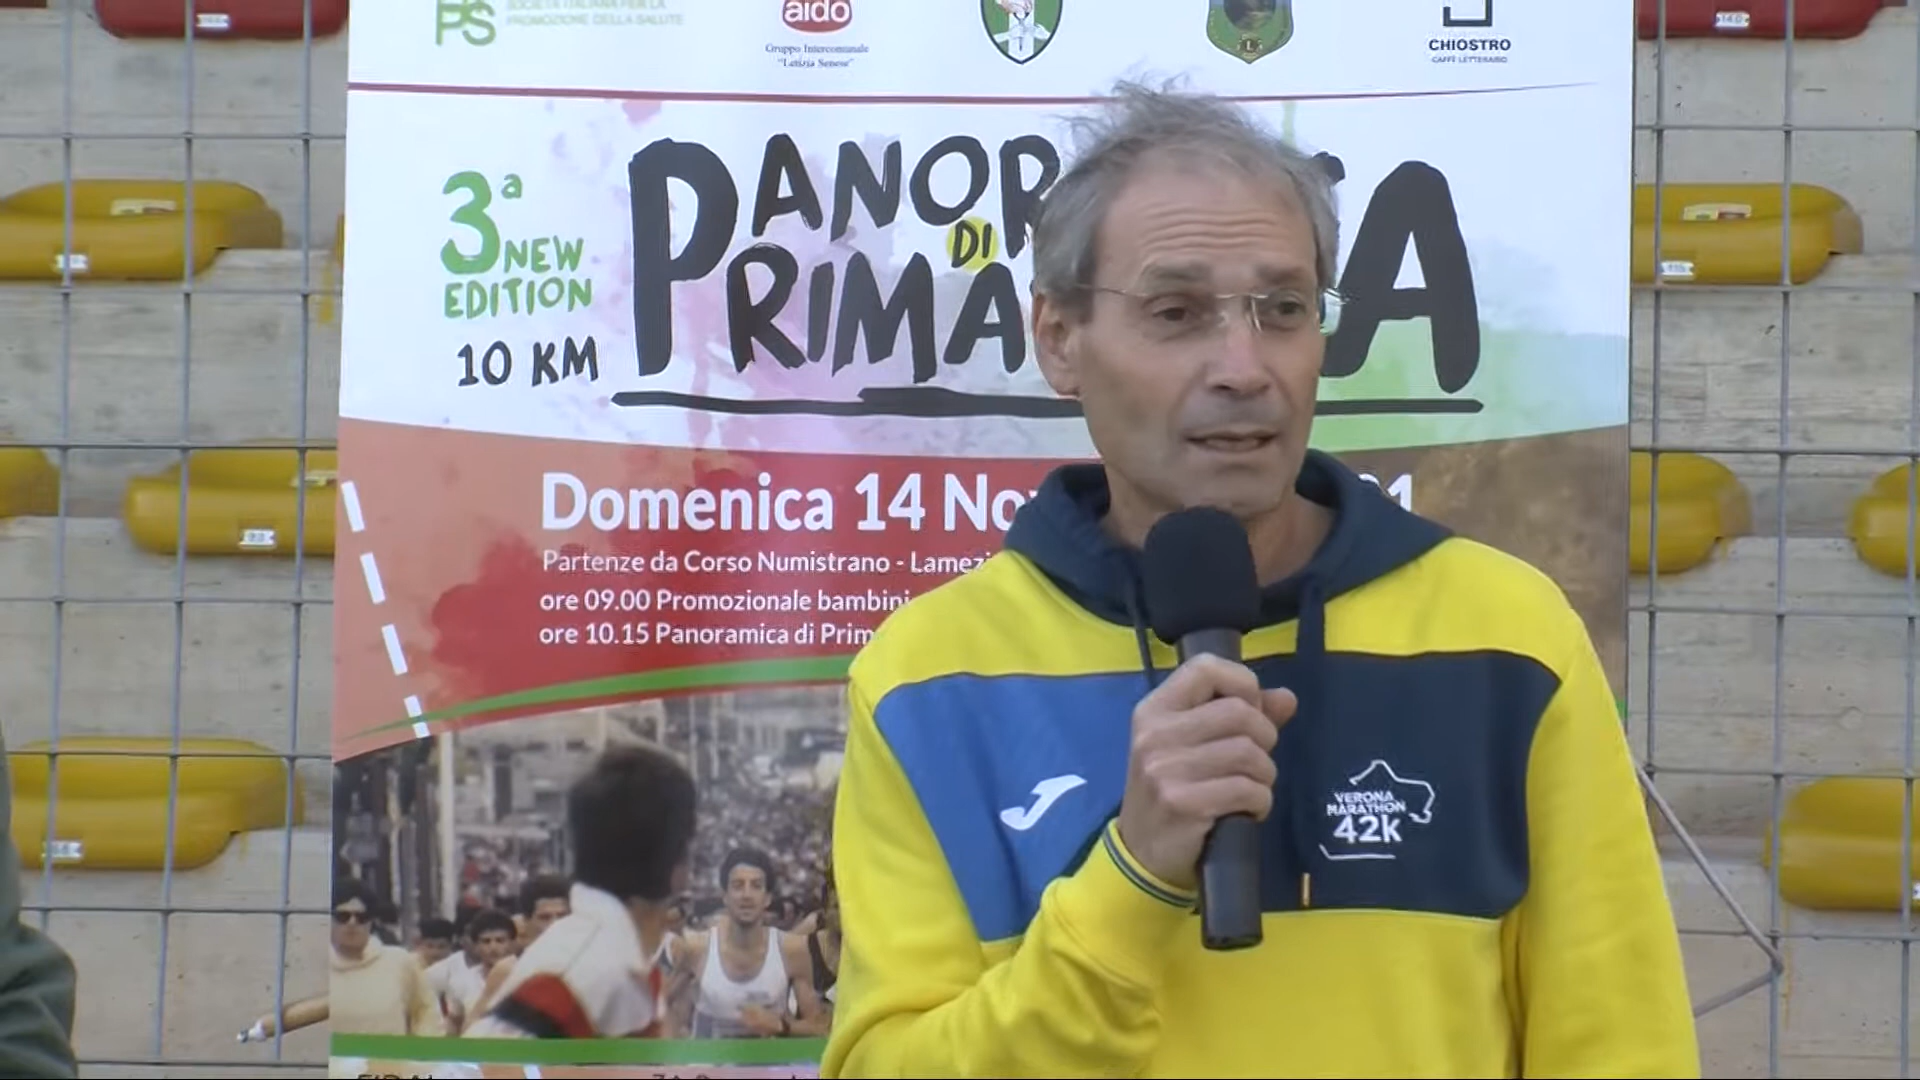 SOCIETÀ ITALIANA PER LA
PROMOZIONE DELLA SALUTE
aido
Gruppo Intercomunale
"Letizia Senese"
CHIOSTRO
CAFFÈ LETTERARIO
3ª
NEW
EDITION
10 KM
PANOR
DI
PRIMA
A
Domenica 14 No
Partenze da Corso Numistrano - Lamezi
ore 09.00 Promozionale bambini
ore 10.15 Panoramica di Prim
VERONA
MARATHON
42K